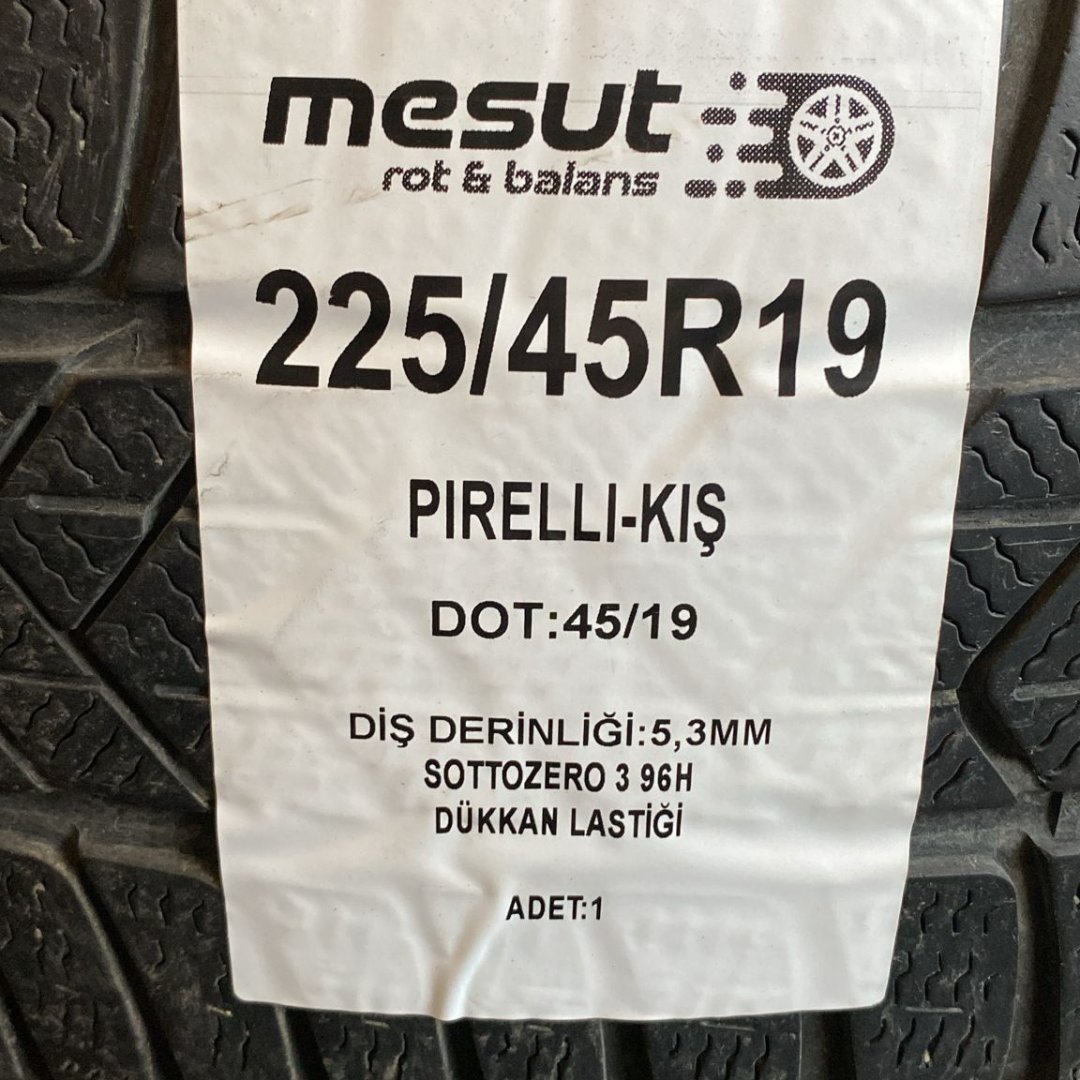 mesut
rot & balans
225/45R19
PIRELLI-KIŞ
DOT:45/19
DİŞ DERİNLİĞİ:5,3MM
SOTTOZERO 3 96H
DÜKKAN LASTİĞİ
ADET:1